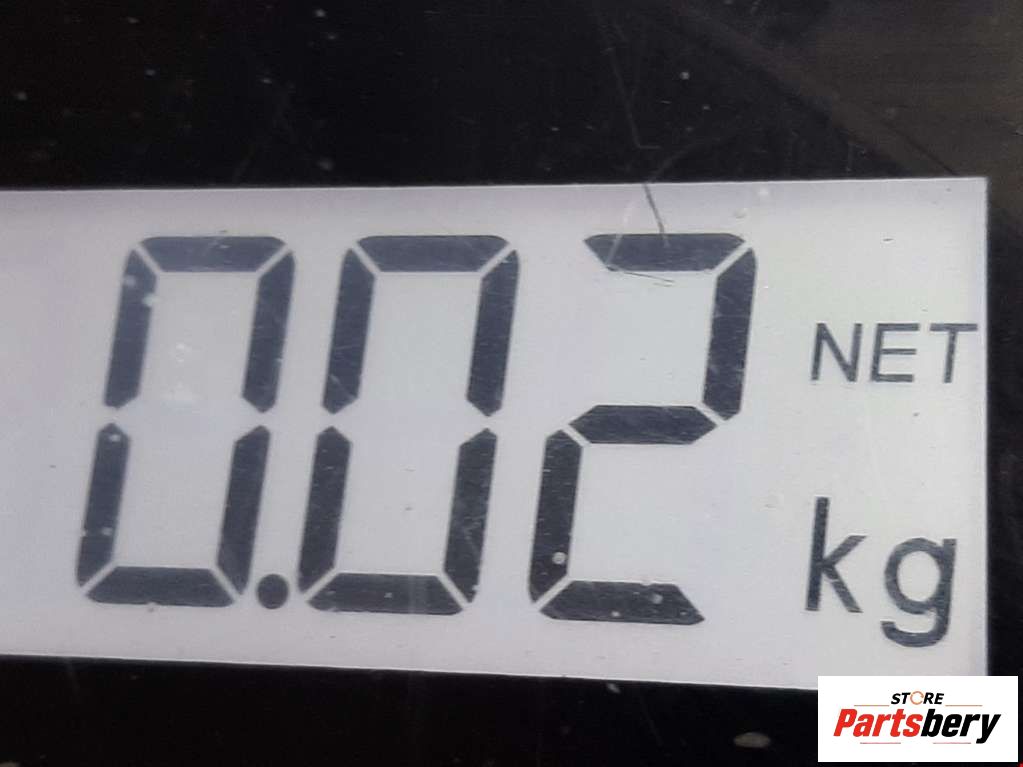 0.02 NET
kg
STORE
Partsbery